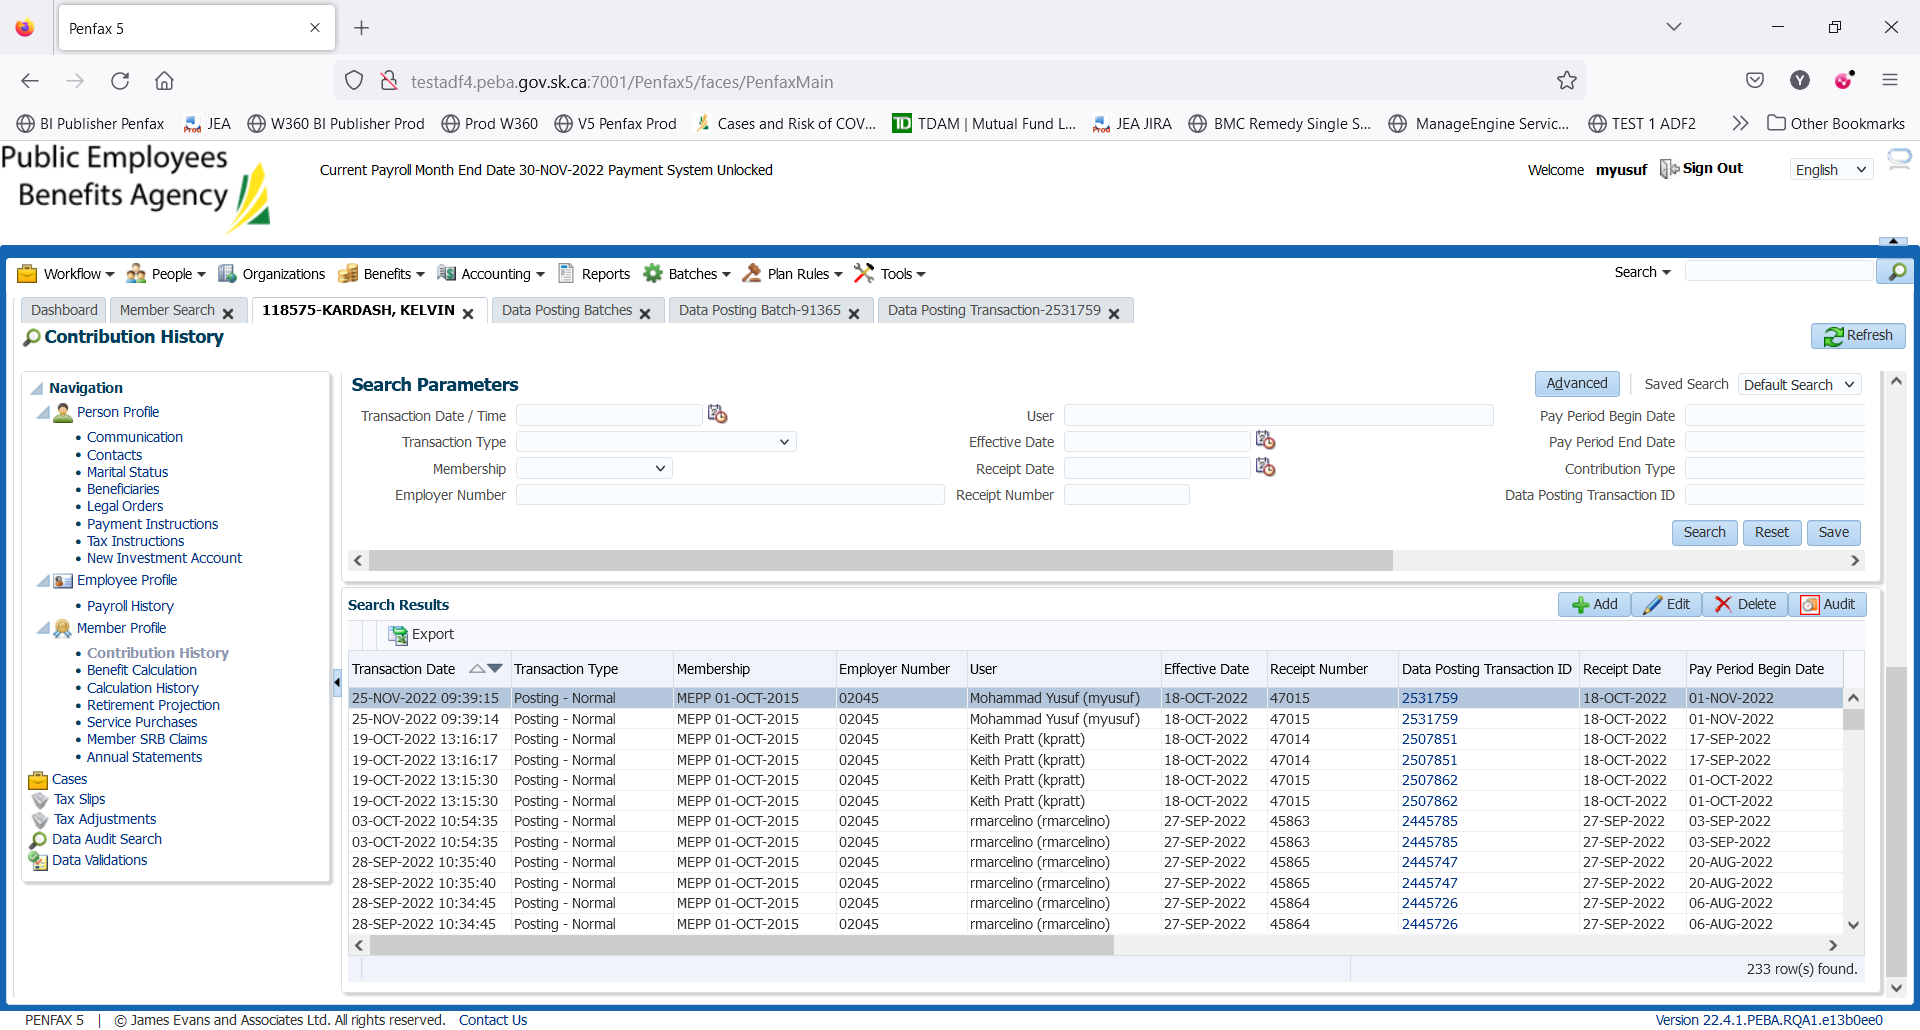 Penfax 5
testadf4.peba.gov.sk.ca:7001/Penfax5/faces/PenfaxMain
BI Publisher Penfax JEA W360 BI Publisher Prod Prod W360 V5 Penfax Prod Cases and Risk of COV... TD TDAM | Mutual Fund L... JEA JIRA BMC Remedy Single S... ManageEngine Servic... TEST 1 ADF2 Other Bookmarks
Public Employees
Benefits Agency
Current Payroll Month End Date 30-NOV-2022 Payment System Unlocked
Welcome myusuf Sign Out English
Workflow People Organizations Benefits Accounting Reports Batches Plan Rules Tools Search
Dashboard Member Search 118575-KARDASH, KELVIN Data Posting Batches Data Posting Batch-91365 Data Posting Transaction-2531759
Contribution History Refresh
Navigation
Person Profile
Communication
Contacts
Marital Status
Beneficiaries
Legal Orders
Payment Instructions
Tax Instructions
New Investment Account
Employee Profile
Payroll History
Member Profile
Contribution History
Benefit Calculation
Calculation History
Retirement Projection
Service Purchases
Member SRB Claims
Annual Statements
Cases
Tax Slips
Tax Adjustments
Data Audit Search
Data Validations
Search Parameters Advanced Saved Search Default Search
Transaction Date / Time User Pay Period Begin Date
Transaction Type Effective Date Pay Period End Date
Membership Receipt Date Contribution Type
Employer Number Receipt Number Data Posting Transaction ID
Search Reset Save
Search Results Add Edit Delete Audit
Export
Transaction Date Transaction Type Membership Employer Number User Effective Date Receipt Number Data Posting Transaction ID Receipt Date Pay Period Begin Date
25-NOV-2022 09:39:15 Posting - Normal MEPP 01-OCT-2015 02045 Mohammad Yusuf (myusuf) 18-OCT-2022 47015 2531759 18-OCT-2022 01-NOV-2022
25-NOV-2022 09:39:14 Posting - Normal MEPP 01-OCT-2015 02045 Mohammad Yusuf (myusuf) 18-OCT-2022 47015 2531759 18-OCT-2022 01-NOV-2022
19-OCT-2022 13:16:17 Posting - Normal MEPP 01-OCT-2015 02045 Keith Pratt (kpratt) 18-OCT-2022 47014 2507851 18-OCT-2022 17-SEP-2022
19-OCT-2022 13:16:17 Posting - Normal MEPP 01-OCT-2015 02045 Keith Pratt (kpratt) 18-OCT-2022 47014 2507851 18-OCT-2022 17-SEP-2022
19-OCT-2022 13:15:30 Posting - Normal MEPP 01-OCT-2015 02045 Keith Pratt (kpratt) 18-OCT-2022 47015 2507862 18-OCT-2022 01-OCT-2022
19-OCT-2022 13:15:30 Posting - Normal MEPP 01-OCT-2015 02045 Keith Pratt (kpratt) 18-OCT-2022 47015 2507862 18-OCT-2022 01-OCT-2022
03-OCT-2022 10:54:35 Posting - Normal MEPP 01-OCT-2015 02045 rmarcelino (rmarcelino) 27-SEP-2022 45863 2445785 27-SEP-2022 03-SEP-2022
03-OCT-2022 10:54:35 Posting - Normal MEPP 01-OCT-2015 02045 rmarcelino (rmarcelino) 27-SEP-2022 45863 2445785 27-SEP-2022 03-SEP-2022
28-SEP-2022 10:35:40 Posting - Normal MEPP 01-OCT-2015 02045 rmarcelino (rmarcelino) 27-SEP-2022 45865 2445747 27-SEP-2022 20-AUG-2022
28-SEP-2022 10:35:40 Posting - Normal MEPP 01-OCT-2015 02045 rmarcelino (rmarcelino) 27-SEP-2022 45865 2445747 27-SEP-2022 20-AUG-2022
28-SEP-2022 10:34:45 Posting - Normal MEPP 01-OCT-2015 02045 rmarcelino (rmarcelino) 27-SEP-2022 45864 2445726 27-SEP-2022 06-AUG-2022
28-SEP-2022 10:34:45 Posting - Normal MEPP 01-OCT-2015 02045 rmarcelino (rmarcelino) 27-SEP-2022 45864 2445726 27-SEP-2022 06-AUG-2022
233 row(s) found.
PENFAX 5 | © James Evans and Associates Ltd. All rights reserved. Contact Us Version 22.4.1.PEBA.RQA1.e13b0ee0